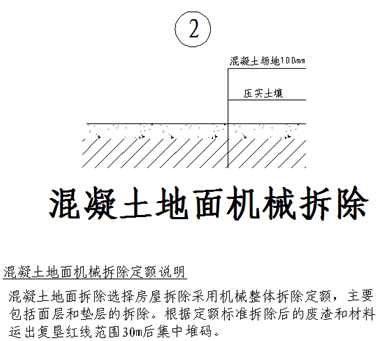 2
混凝土场地100mm
压实土壤
混凝土地面机械拆除
混凝土地面机械拆除定额说明
混凝土地面拆除选择房屋拆除采用机械整体拆除定额，主要
包括面层和垫层的拆除。根据定额标准拆除后的废渣和材料
运出复垦红线范围30m后集中堆码。